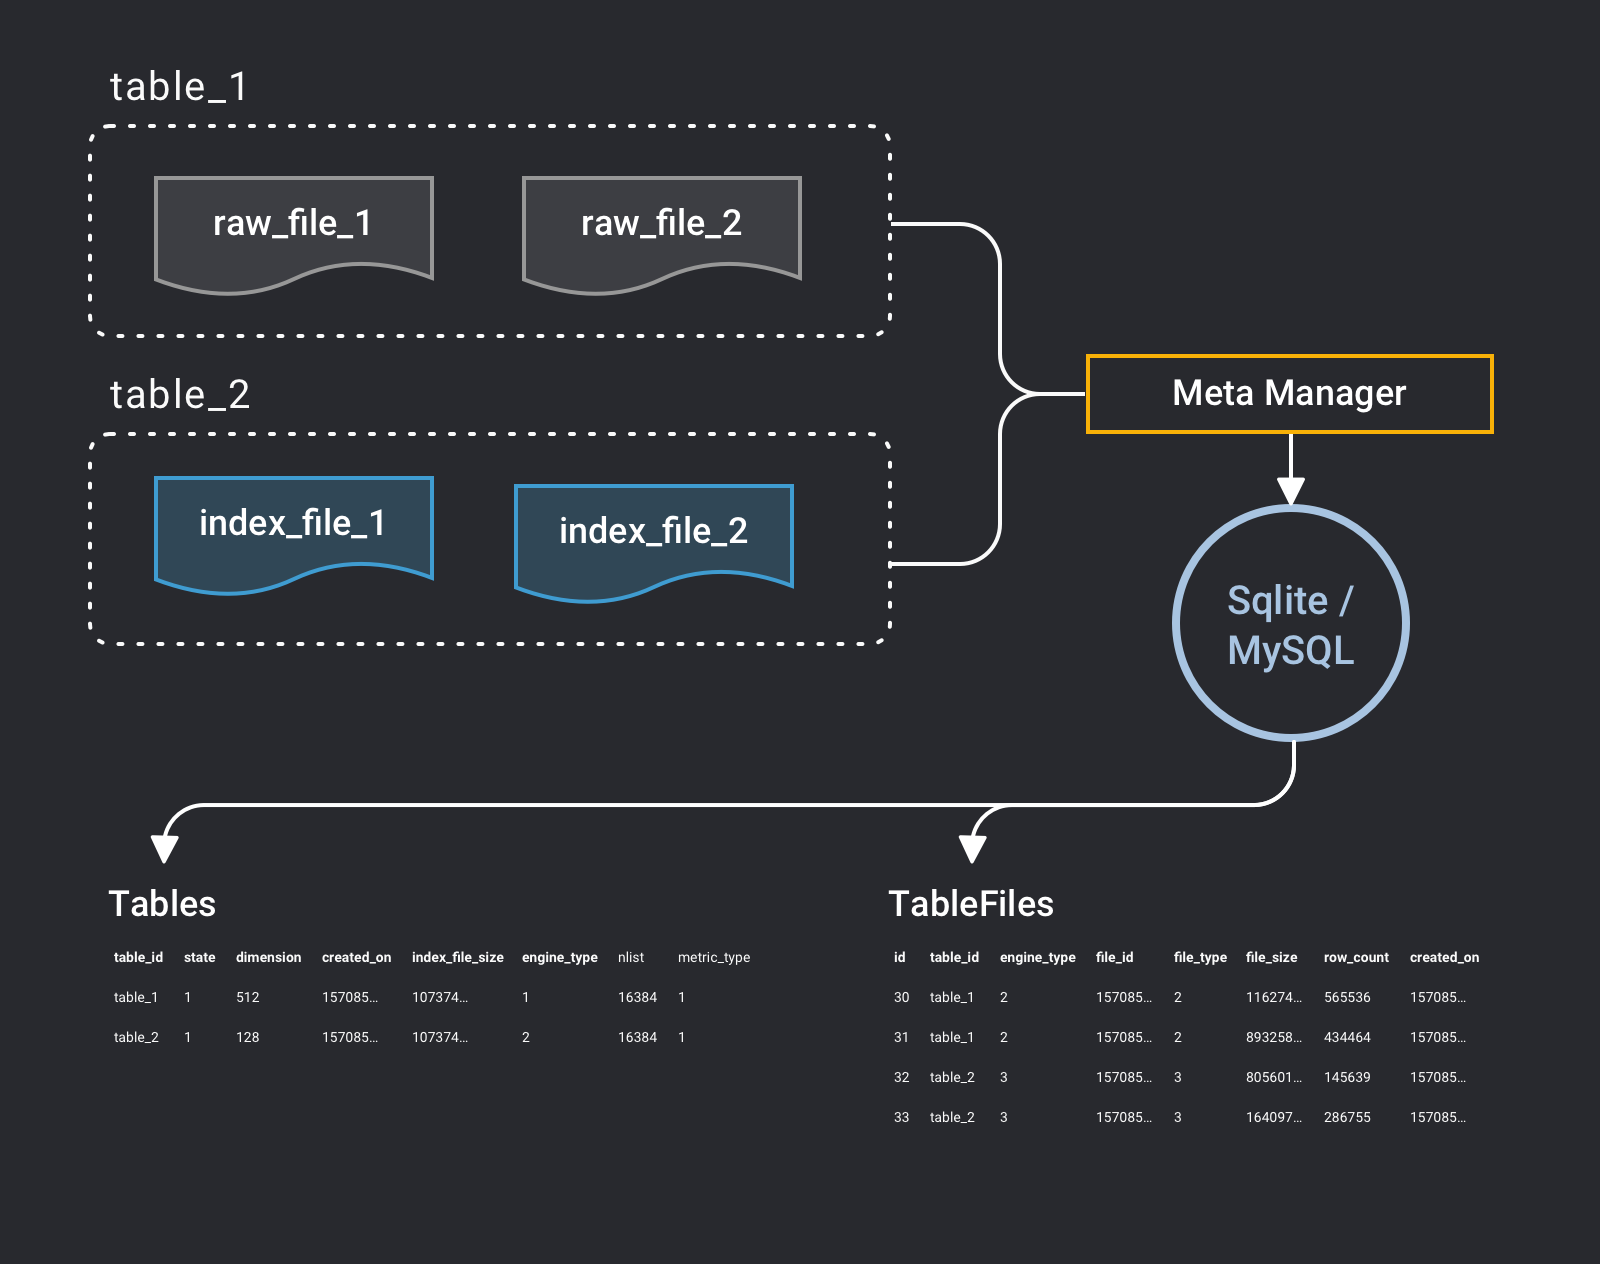 table_1
raw_file_1 raw_file_2
table_2
index_file_1 index_file_2
Meta Manager
Sqlite /
MySQL
Tables
table_id state dimension created_on index_file_size engine_type nlist metric_type
table_1 1 512 157085... 107374... 1 16384 1
table_2 1 128 157085... 107374... 2 16384 1
TableFiles
id table_id engine_type file_id file_type file_size row_count created_on
30 table_1 2 157085... 2 116274... 565536 157085...
31 table_1 2 157085... 2 893258... 434464 157085...
32 table_2 3 157085... 3 805601... 145639 157085...
33 table_2 3 157085... 3 164097... 286755 157085...